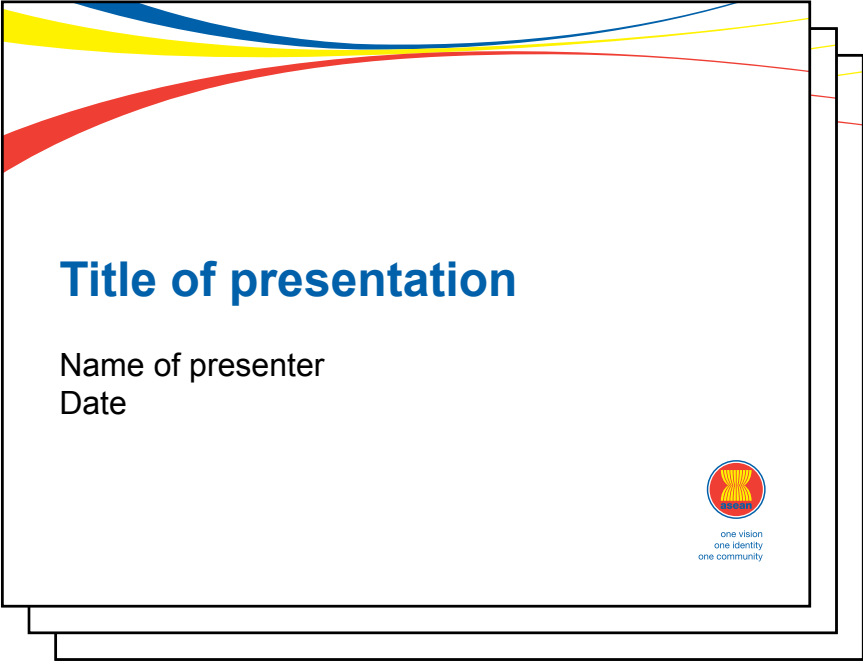 Title of presentation
Name of presenter
Date
asean
one vision
one identity
one community